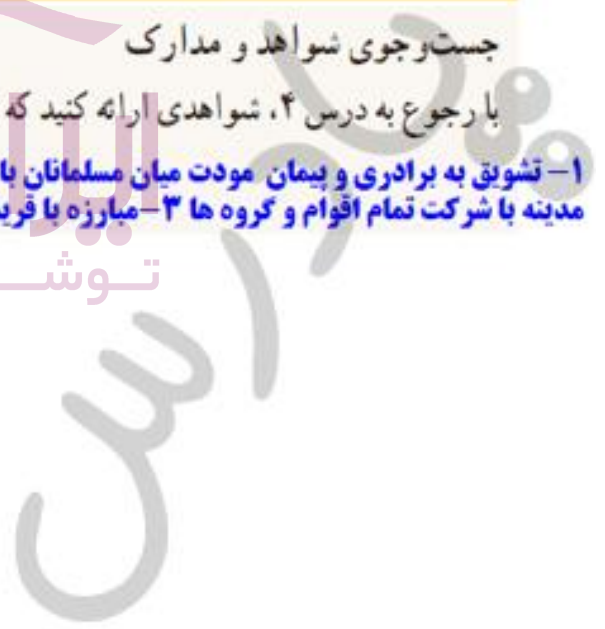 جست‌وجوی شواهد و مدارک
با رجوع به درس ۴، شواهدی ارائه کنید که
۱- تشویق به برادری و پیمان مودت میان مسلمانان با
مدینه با شرکت تمام اقوام و گروه ها ۳-مبارزه با
توشه